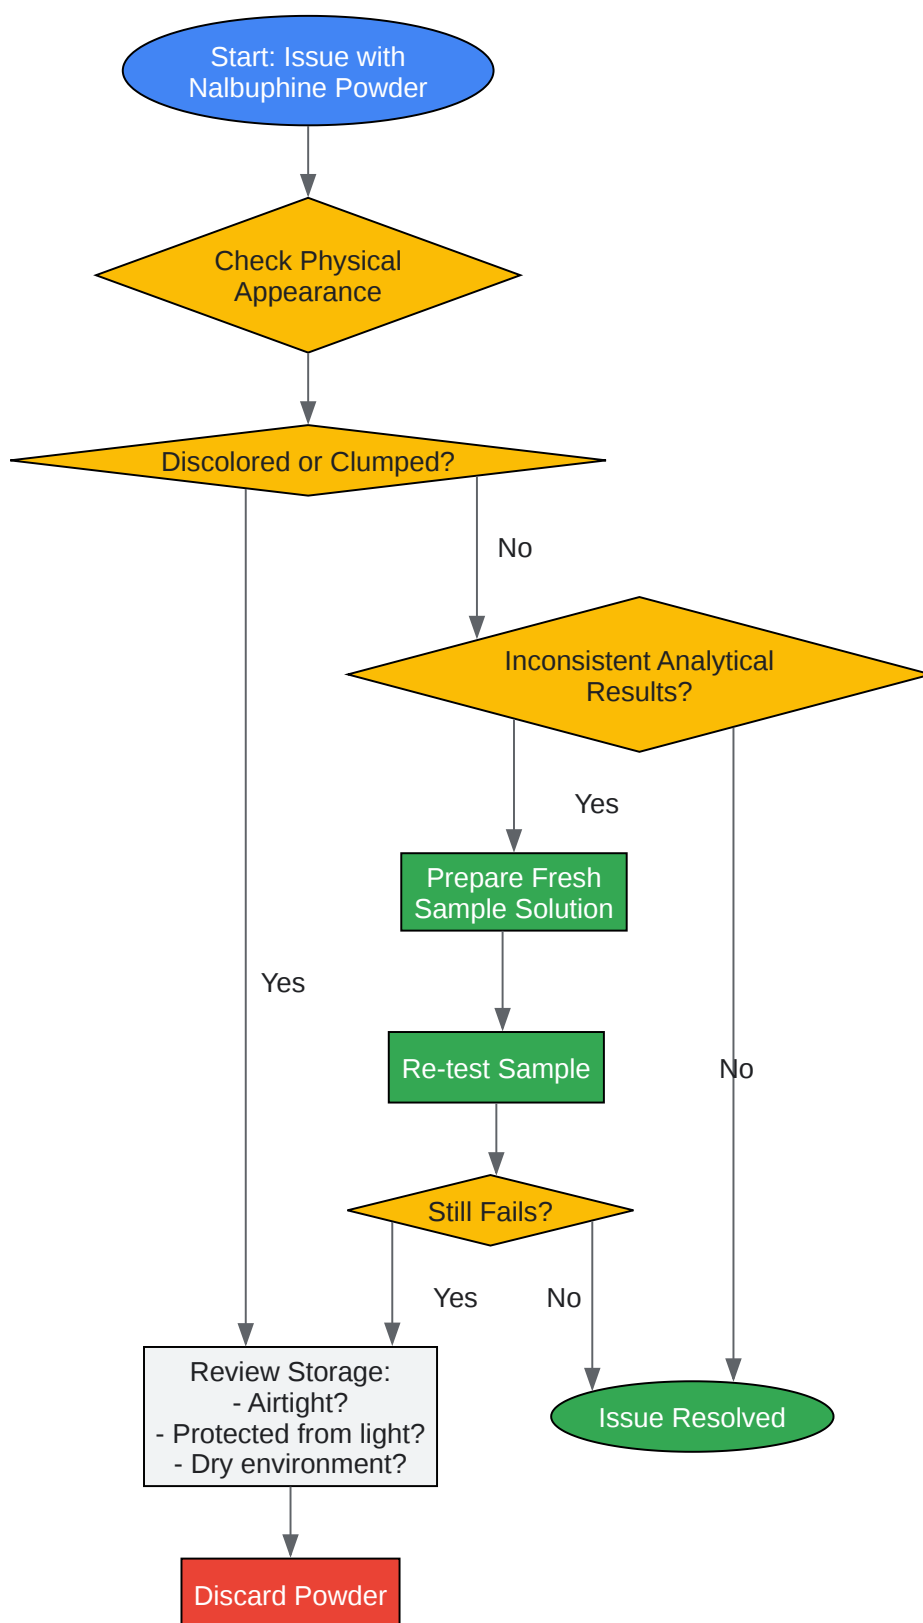 Start: Issue with
Nalbuphine Powder
Check Physical
Appearance
Discolored or Clumped?
No
Inconsistent Analytical
Results?
Yes
Prepare Fresh
Sample Solution
Yes
Re-test Sample
No
Still Fails?
Yes
No
Review Storage:
- Airtight?
- Protected from light?
- Dry environment?
Issue Resolved
Discard Powder